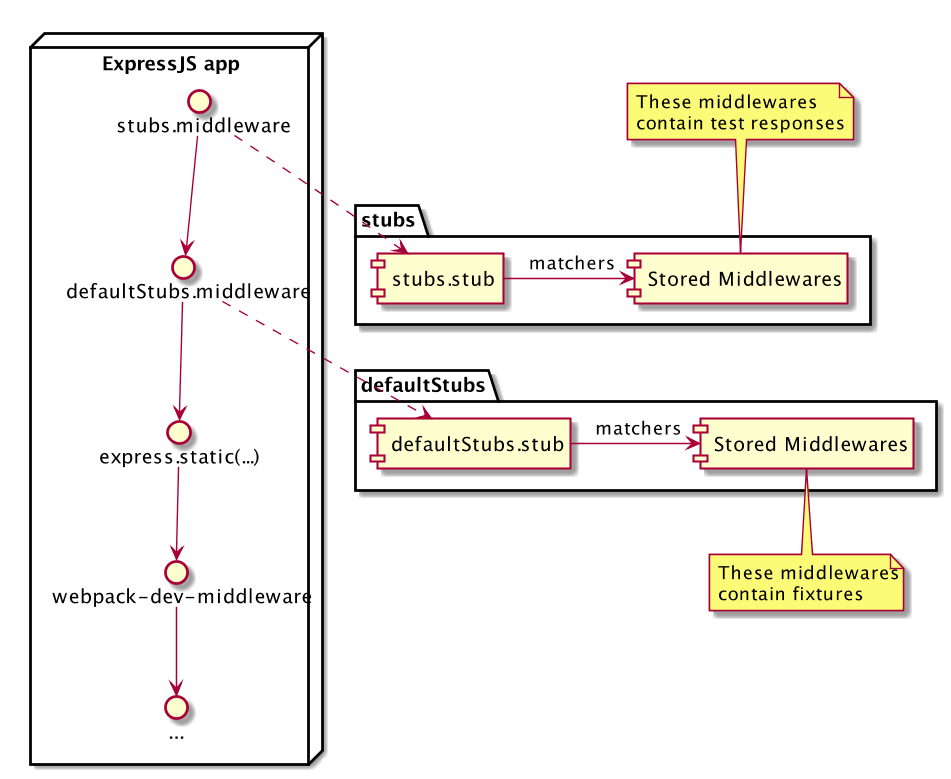 ExpressJS app
stubs.middleware
These middlewares
contain test responses
stubs
stubs.stub
matchers
Stored Middlewares
defaultStubs.middleware
defaultStubs
defaultStubs.stub
matchers
Stored Middlewares
express.static(...)
These middlewares
contain fixtures
webpack-dev-middleware
...